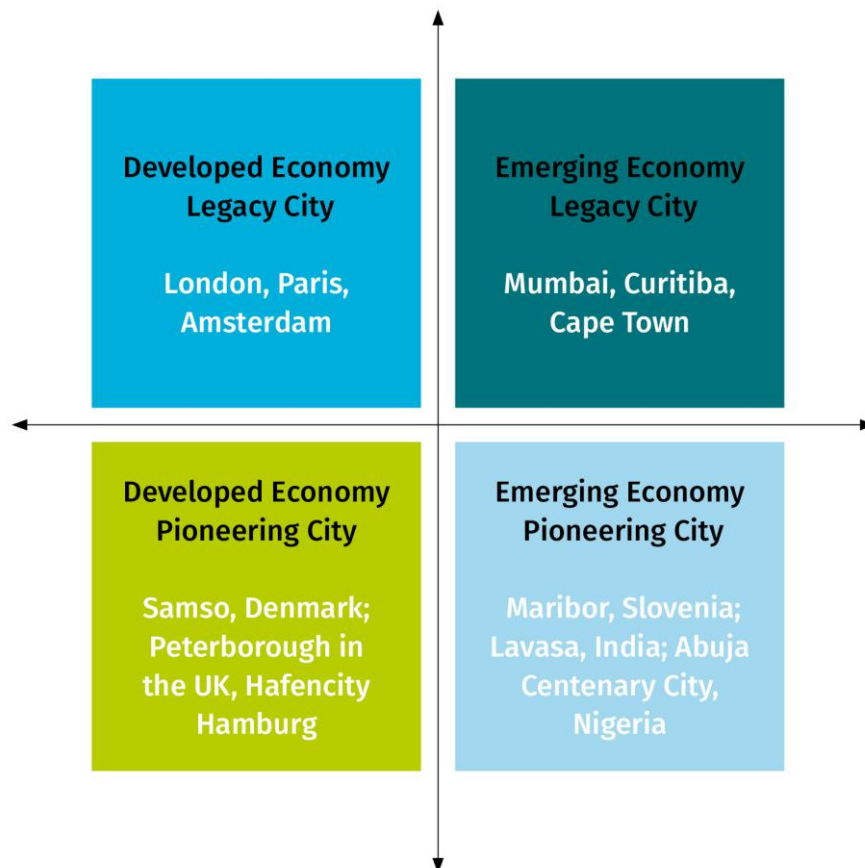 Developed Economy
Legacy City
London, Paris,
Amsterdam
Emerging Economy
Legacy City
Mumbai, Curitiba,
Cape Town
Developed Economy
Pioneering City
Samso, Denmark;
Peterborough in
the UK, Hafencity
Hamburg
Emerging Economy
Pioneering City
Maribor, Slovenia;
Lavasa, India; Abuja
Centenary City,
Nigeria